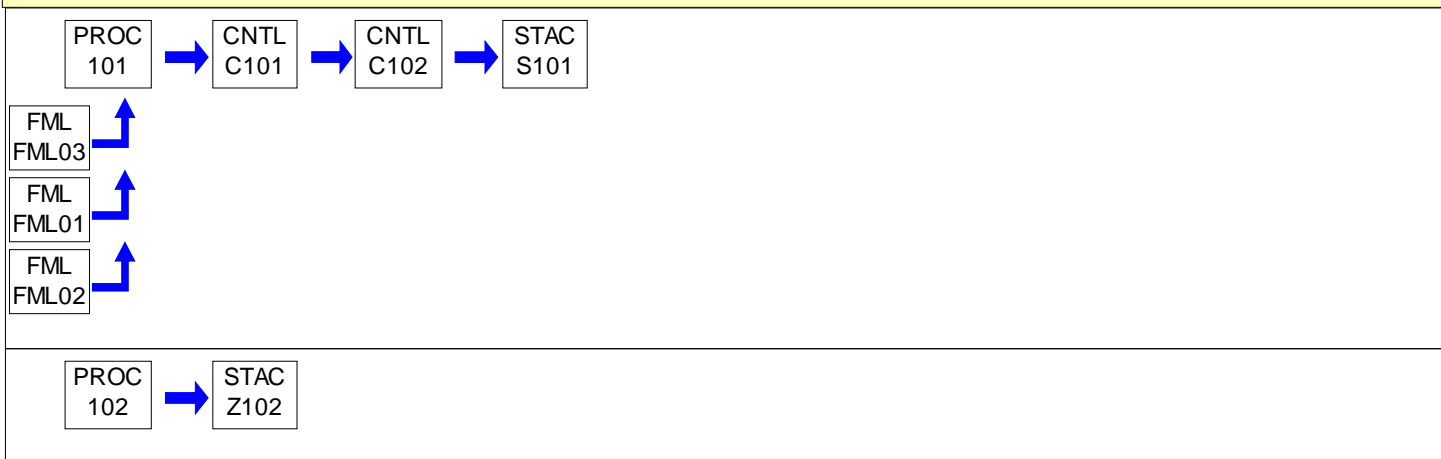 PROC
101
CNTL
C101
CNTL
C102
STAC
S101
FML
FML03
FML
FML01
FML
FML02
PROC
102
STAC
Z102